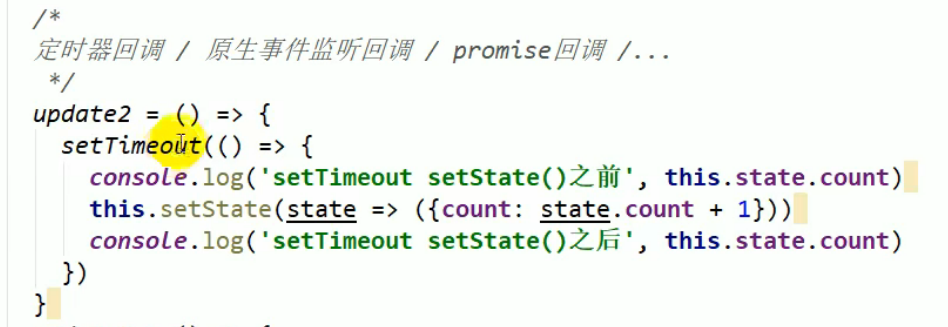 /*
定时器回调 / 原生事件监听回调 / promise回调 /...
*/
update2 = () => {
setTimeout(() => {
console.log('setTimeout setState()之前', this.state.count)
this.setState(state => ({count: state.count + 1}))
console.log('setTimeout setState()之后', this.state.count)
})
}